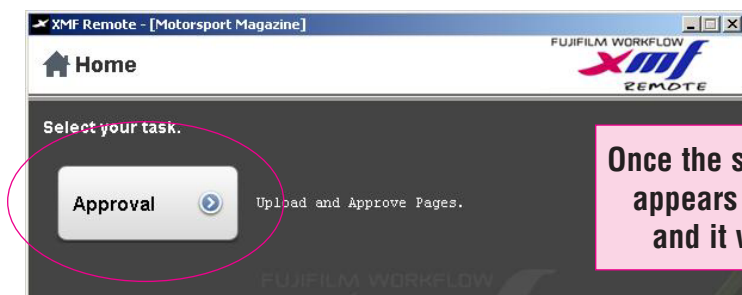 XMF Remote - [Motorsport Magazine]
FUJIFILM WORKFLOW
xmf
REMOTE
Home
Select your task.
Approval
Upload and Approve Pages.
Once the
appears
and it
FUJIFILM WORKFLOW